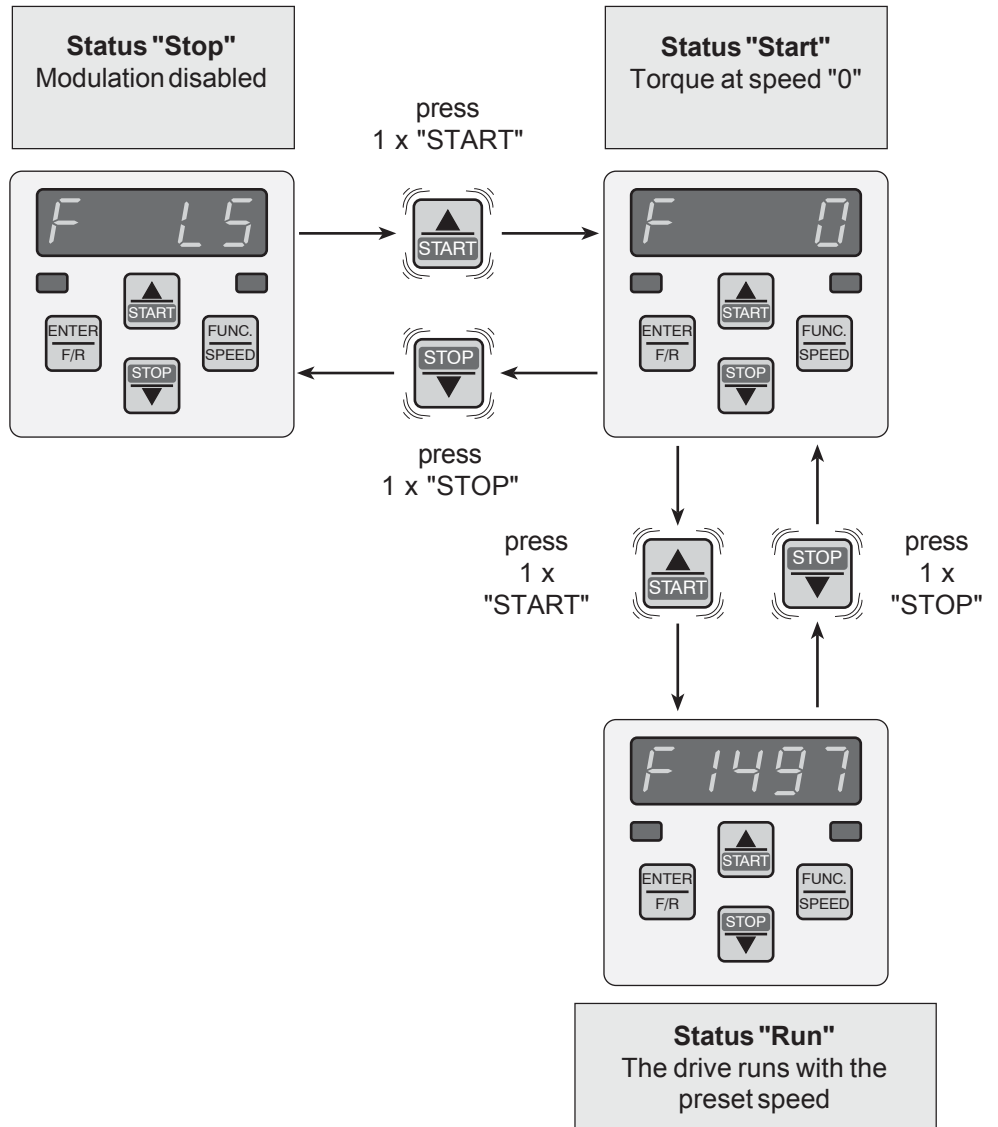 Status "Stop"
Modulation disabled
Status "Start"
Torque at speed "0"
press
1 x "START"
F LS
START
F 0
START
ENTER
F/R
FUNC.
SPEED
STOP
STOP
START
ENTER
F/R
FUNC.
SPEED
STOP
press
1 x "STOP"
press
1 x
"START"
START
STOP
press
1 x
"STOP"
F1497
START
ENTER
F/R
FUNC.
SPEED
STOP
Status "Run"
The drive runs with the
preset speed